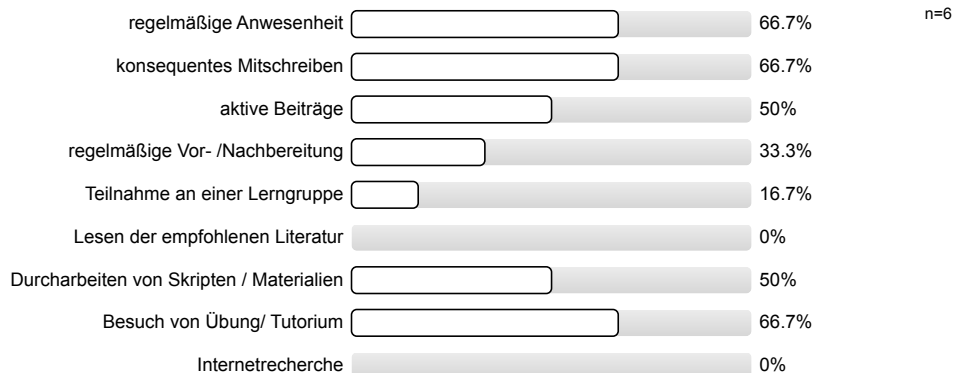 regelmäßige Anwesenheit 66.7% n=6
konsequentes Mitschreiben 66.7%
aktive Beiträge 50%
regelmäßige Vor- /Nachbereitung 33.3%
Teilnahme an einer Lerngruppe 16.7%
Lesen der empfohlenen Literatur 0%
Durcharbeiten von Skripten / Materialien 50%
Besuch von Übung/ Tutorium 66.7%
Internetrecherche 0%